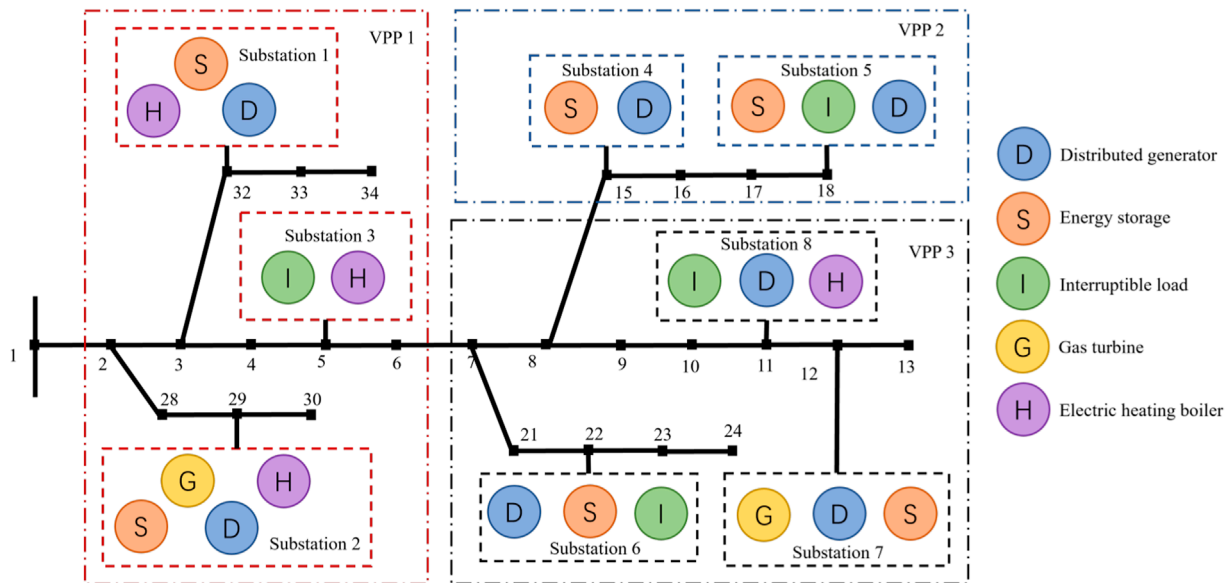 VPP 1
Substation 1
S
H
D
32
33
34
Substation 3
I
H
1
2
3
4
5
6
28
29
30
G
H
S
D
Substation 2
VPP 2
Substation 4
S
D
Substation 5
S
I
D
15
16
17
18
VPP 3
Substation 8
I
D
H
7
8
9
10
11
12
13
21
22
23
24
D
S
I
Substation 6
G
D
S
Substation 7
D Distributed generator
S Energy storage
I Interruptible load
G Gas turbine
H Electric heating boiler